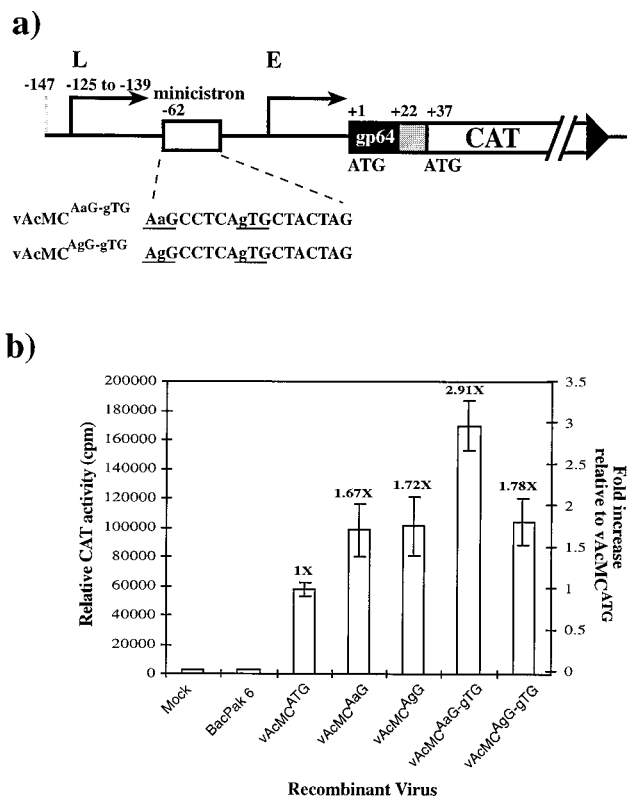 a)
L E
-147 -125 to -139 minicistron
-62 +1 +22 +37
gp64 CAT
ATG ATG
vAcMC^AaG-gTG AaGCCTCAgTGCTACTAG
vAcMC^AgG-gTG AgGCCTCAgTGCTACTAG
b)
Relative CAT activity (cpm)
200000
180000
160000
140000
120000
100000
80000
60000
40000
20000
0
1X
1.67X
1.72X
2.91X
1.78X
3.5
3
2.5
2
1.5
1
0.5
0
Fold increase
relative to vAcMC^ATG
Mock
BacPak 6
vAcMC^ATG
vAcMC^AaG
vAcMC^AgG
vAcMC^AaG-gTG
vAcMC^AgG-gTG
Recombinant Virus